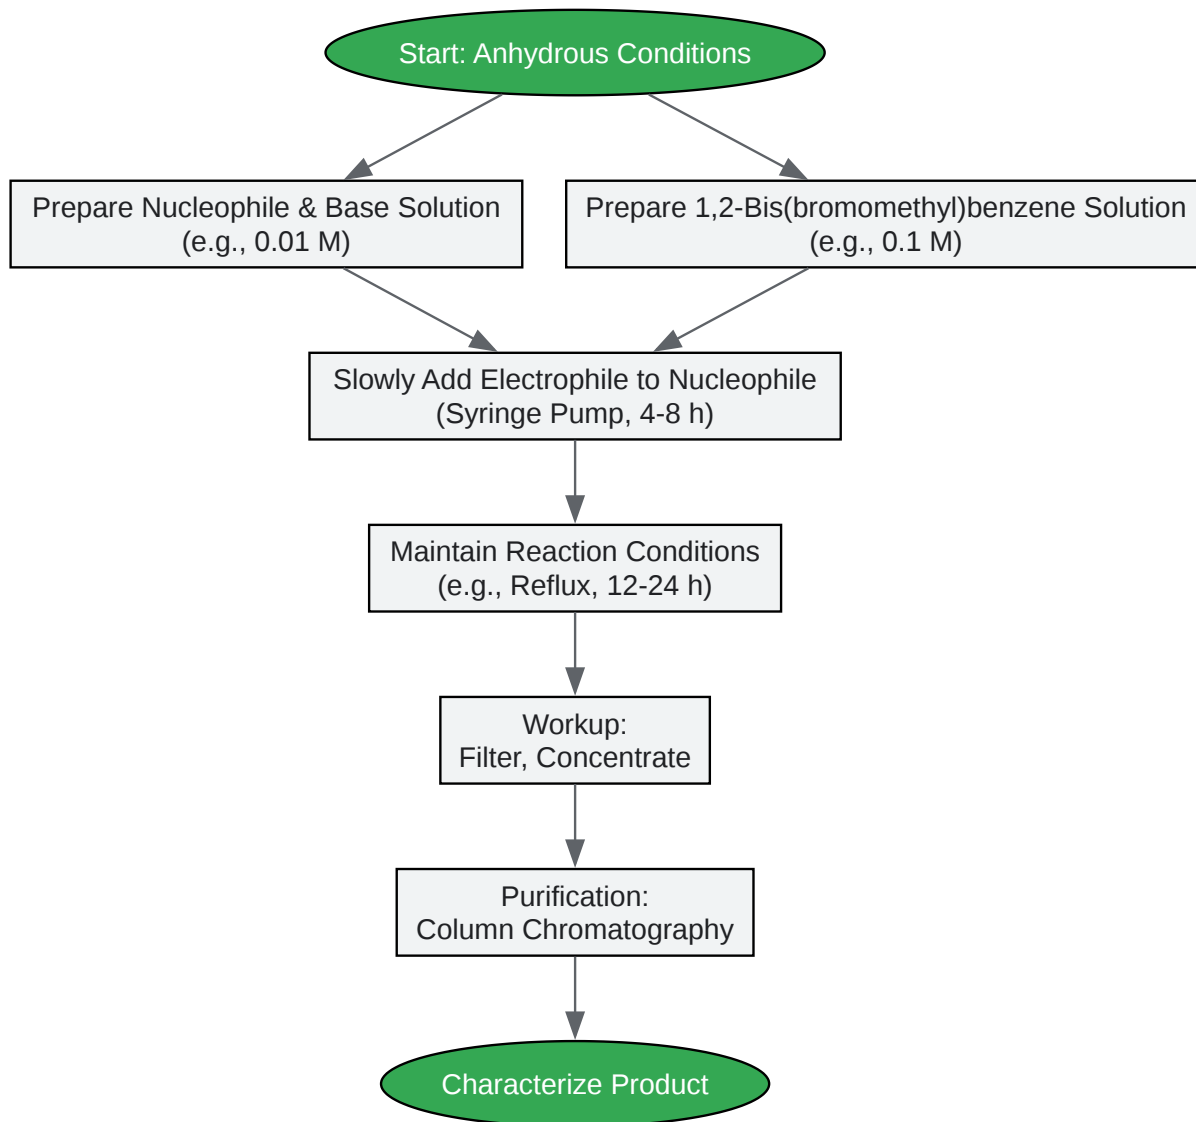 Start: Anhydrous Conditions
Prepare Nucleophile & Base Solution
(e.g., 0.01 M)
Prepare 1,2-Bis(bromomethyl)benzene Solution
(e.g., 0.1 M)
Slowly Add Electrophile to Nucleophile
(Syringe Pump, 4-8 h)
Maintain Reaction Conditions
(e.g., Reflux, 12-24 h)
Workup:
Filter, Concentrate
Purification:
Column Chromatography
Characterize Product